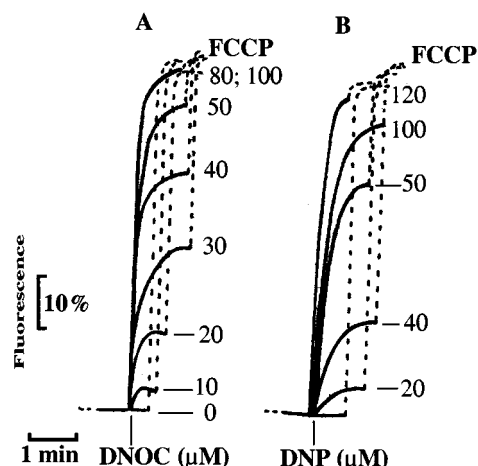 A
B
FCCP
FCCP
80; 100
50
40
30
20
10
0
120
100
50
40
20
Fluorescence
10%
1 min
DNOC (μM)
DNP (μM)